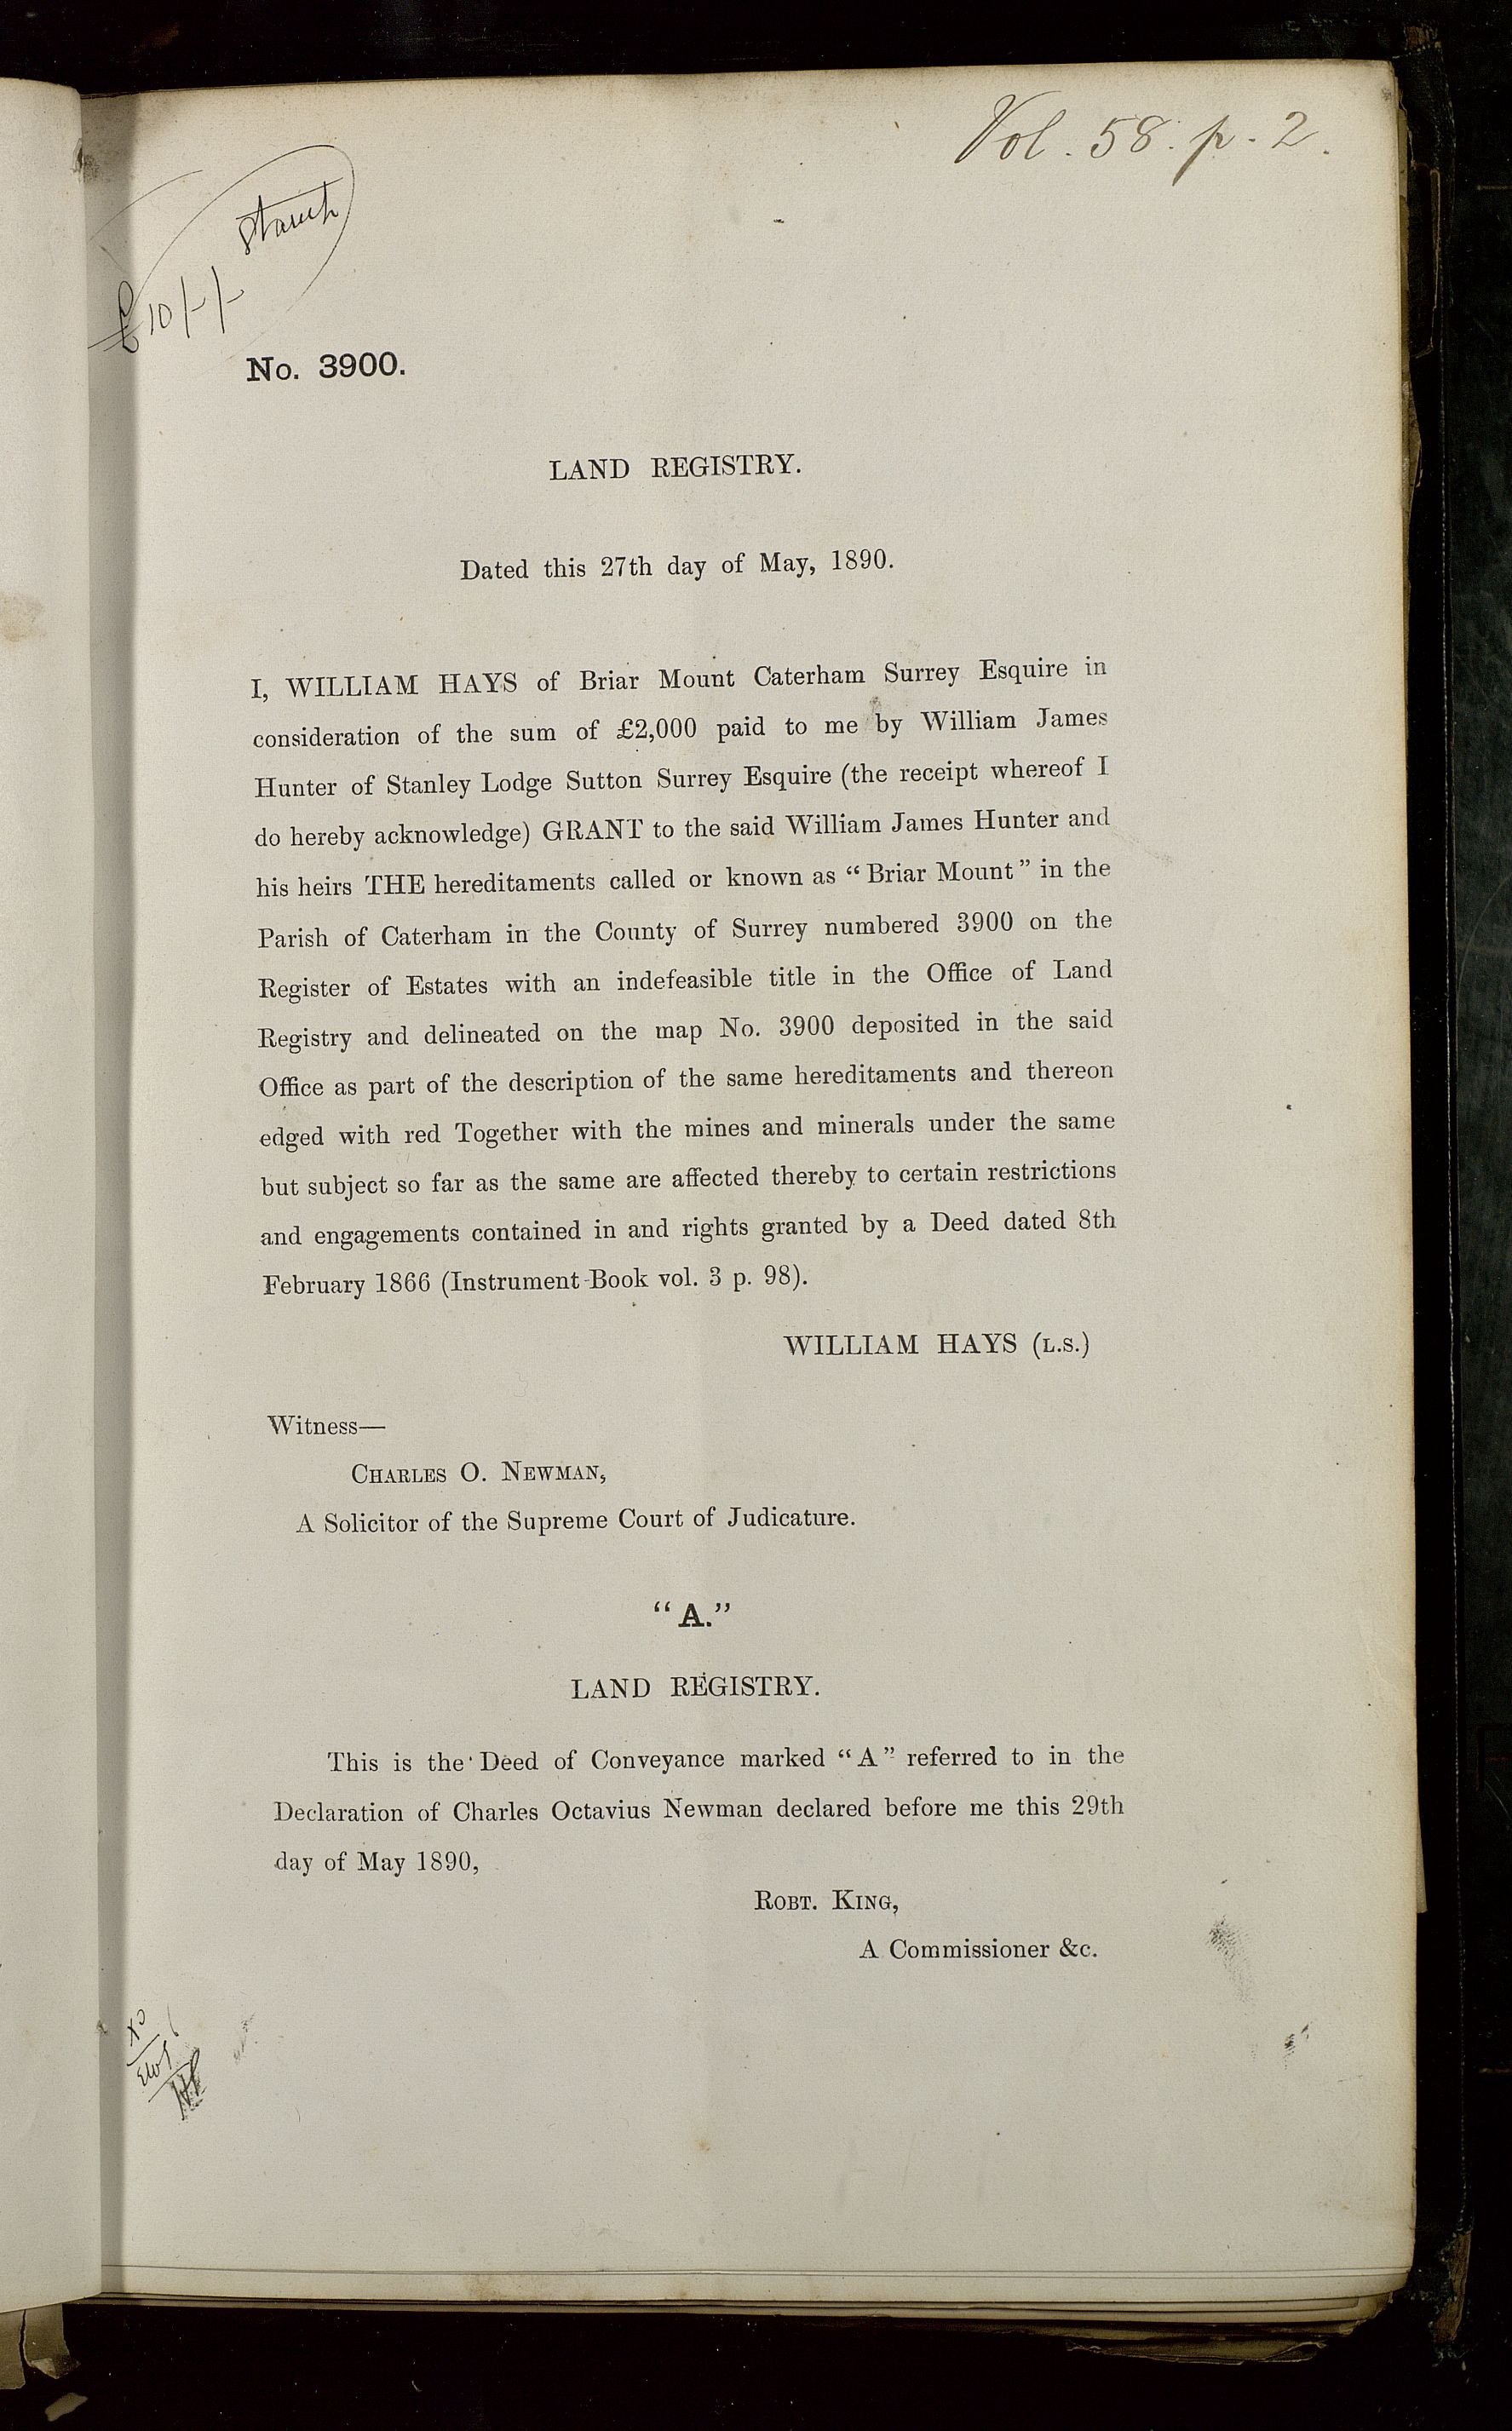 Vol. 58. p. 2.
£10/-/- Stamp
No. 3900.
LAND REGISTRY.
Dated this 27th day of May, 1890.
I, WILLIAM HAYS of Briar Mount Caterham Surrey Esquire in
consideration of the sum of £2,000 paid to me by William James
Hunter of Stanley Lodge Sutton Surrey Esquire (the receipt whereof I
do hereby acknowledge) GRANT to the said William James Hunter and
his heirs THE hereditaments called or known as “Briar Mount” in the
Parish of Caterham in the County of Surrey numbered 3900 on the
Register of Estates with an indefeasible title in the Office of Land
Registry and delineated on the map No. 3900 deposited in the said
Office as part of the description of the same hereditaments and thereon
edged with red Together with the mines and minerals under the same
but subject so far as the same are affected thereby to certain restrictions
and engagements contained in and rights granted by a Deed dated 8th
February 1866 (Instrument Book vol. 3 p. 98).
WILLIAM HAYS (L.S.)
Witness—
CHARLES O. NEWMAN,
A Solicitor of the Supreme Court of Judicature.
“A.”
LAND REGISTRY.
This is the Deed of Conveyance marked “A” referred to in the
Declaration of Charles Octavius Newman declared before me this 29th
day of May 1890,
ROBT. KING,
A Commissioner &c.